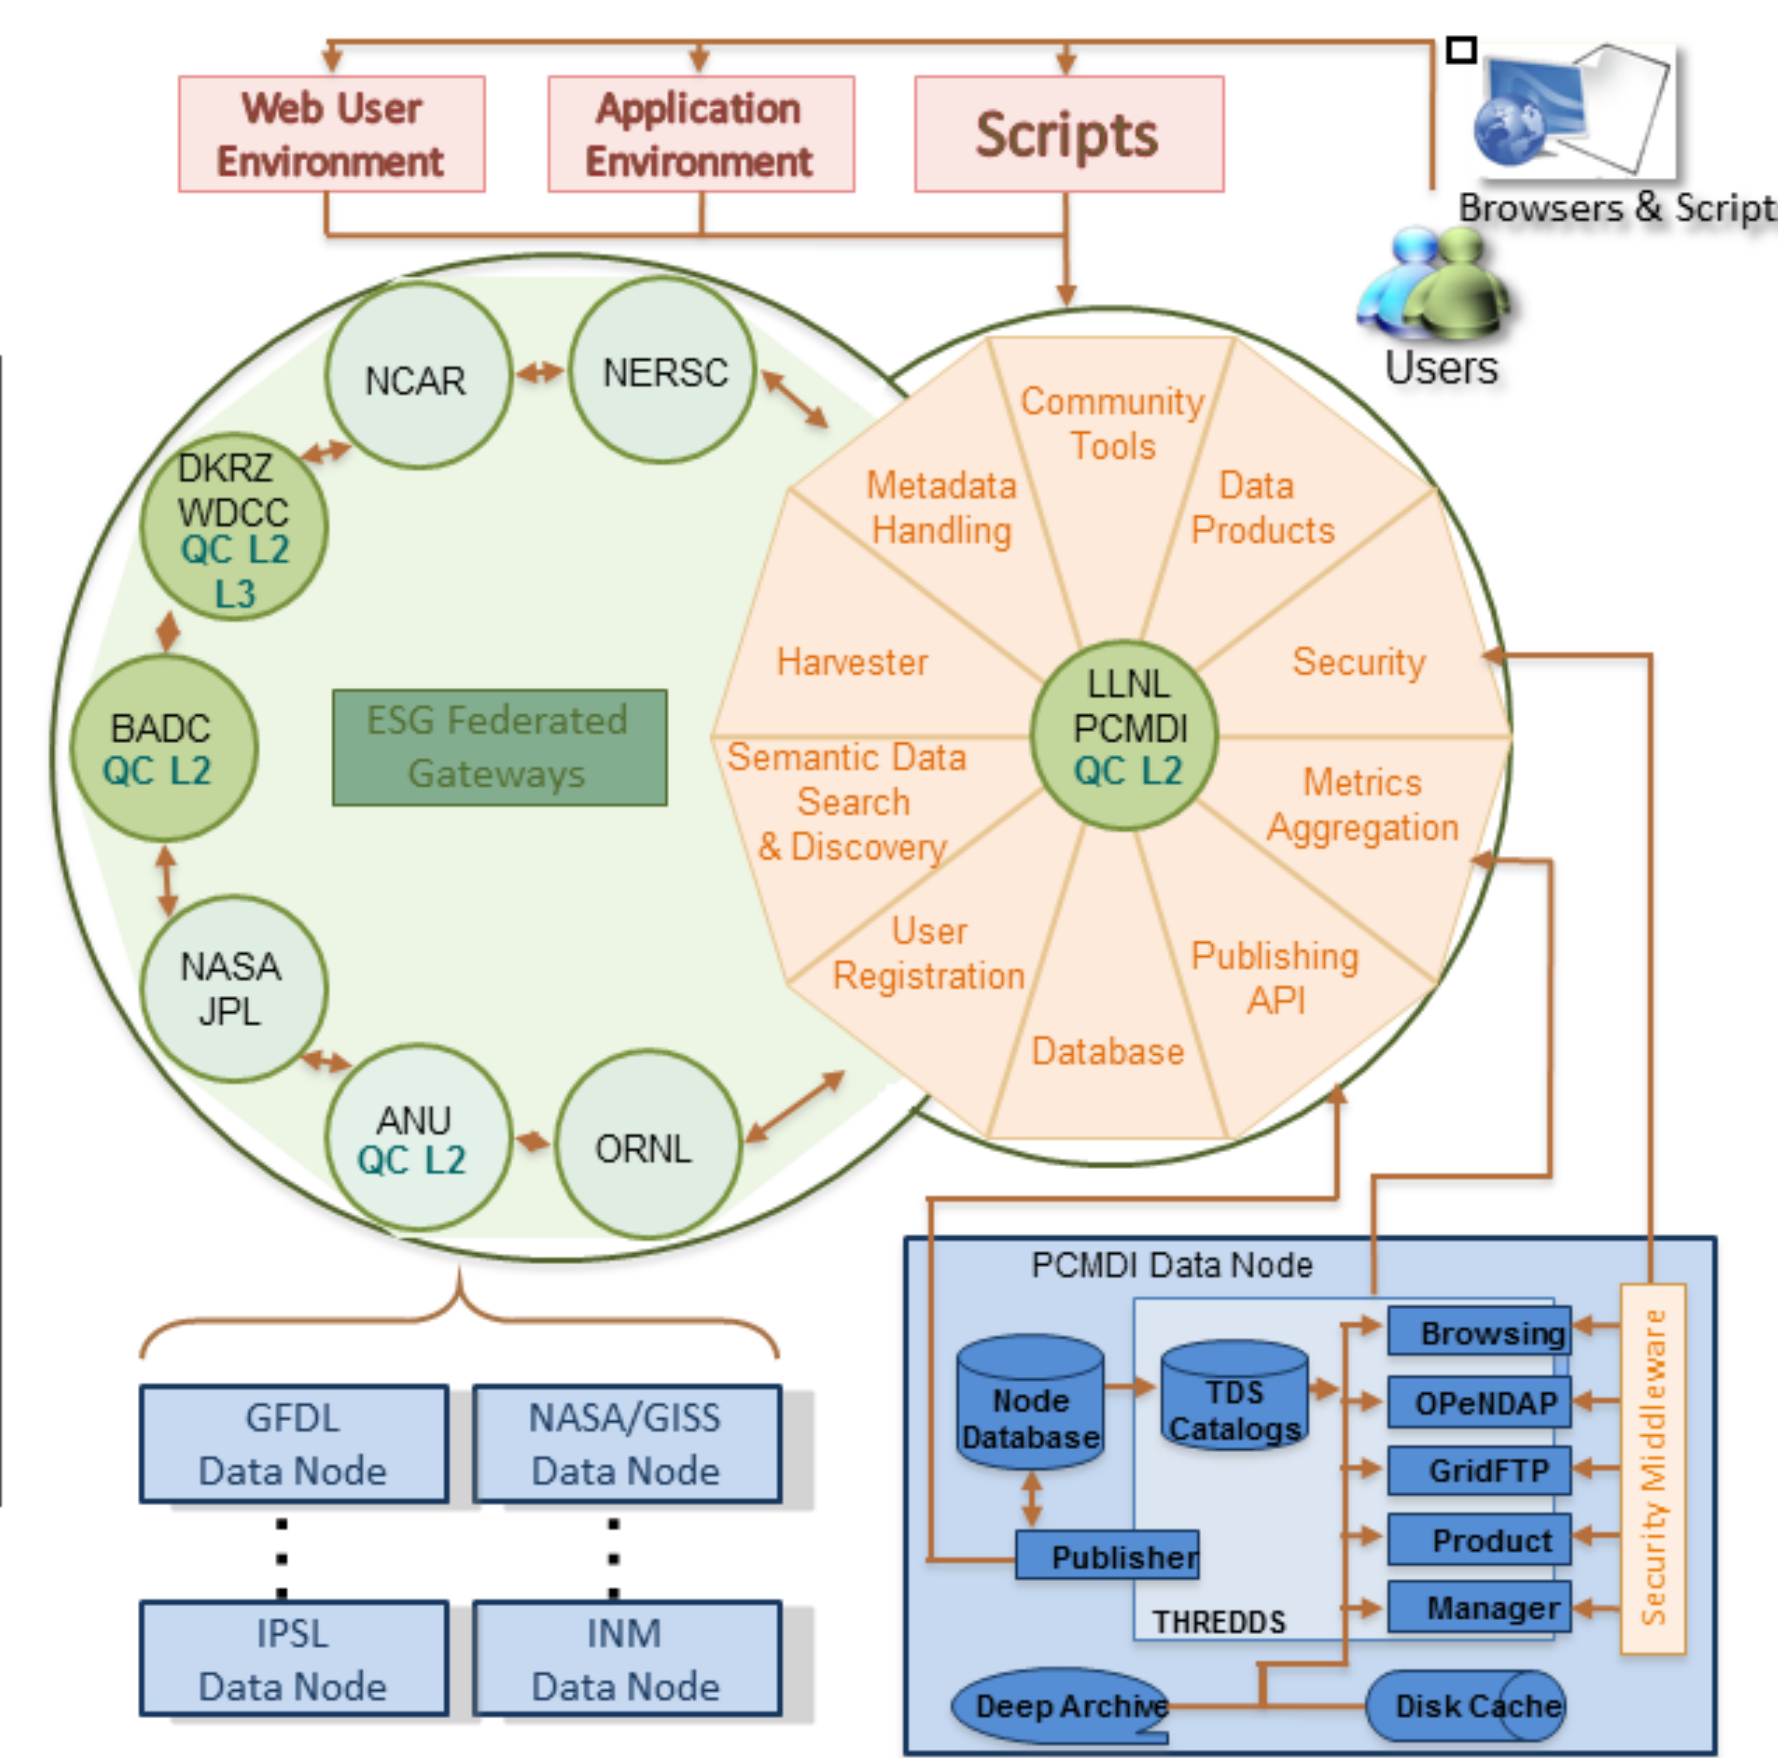 Web User
Environment
Application
Environment
Scripts
Browsers & Script
Users
NCAR
NERSC
DKRZ
WDCC
QC L2
L3
BADC
QC L2
NASA
JPL
ANU
QC L2
ORNL
ESG Federated
Gateways
Community
Tools
Metadata
Handling
Data
Products
Harvester
Security
LLNL
PCMDI
QC L2
Semantic Data
Search
& Discovery
Metrics
Aggregation
User
Registration
Publishing
API
Database
GFDL
Data Node
NASA/GISS
Data Node
IPSL
Data Node
INM
Data Node
PCMDI Data Node
Node
Database
TDS
Catalogs
Browsing
OPeNDAP
GridFTP
Product
Manager
Publisher
THREDDS
Security Middleware
Deep Archive
Disk Cache